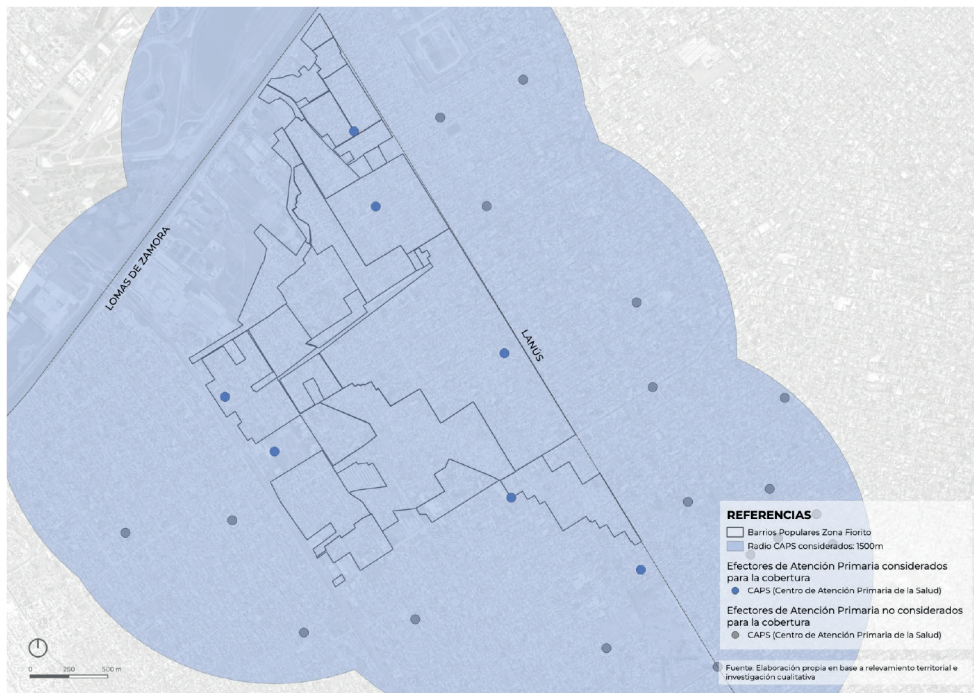 LOMAS DE ZAMORA
LANÚS
REFERENCIAS
Barrios Populares Zona Fiorito
Radio CAPS considerados: 1500m
Efectores de Atención Primaria considerados
para la cobertura
CAPS (Centro de Atención Primaria de la Salud)
Efectores de Atención Primaria no considerados
para la cobertura
CAPS (Centro de Atención Primaria de la Salud)
Fuente: Elaboración propia en base a relevamiento territorial e
investigación cualitativa
0 250 500 m